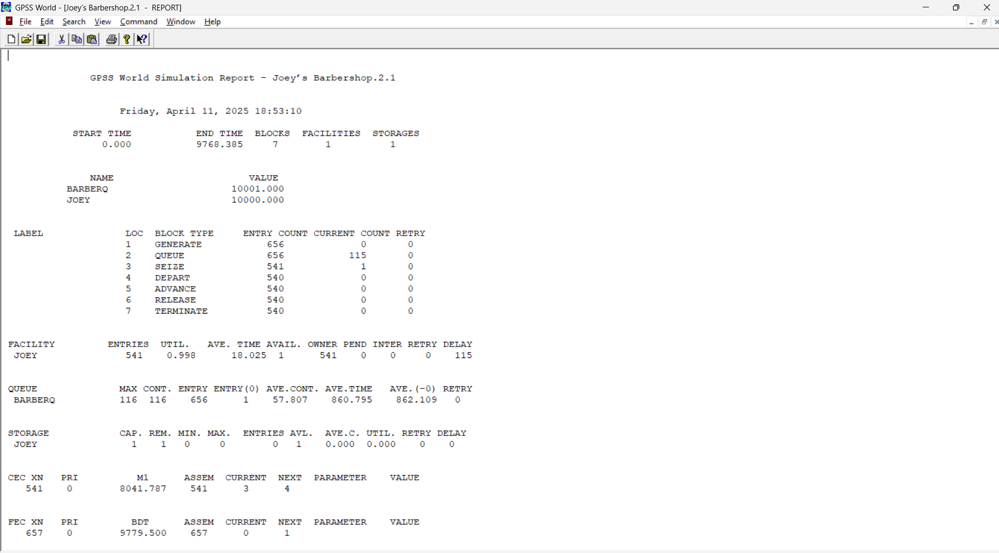 GPSS World - [Joey's Barbershop.2.1 - REPORT]
File Edit Search View Command Window Help
GPSS World Simulation Report - Joey's Barbershop.2.1
Friday, April 11, 2025 18:53:10
START TIME END TIME BLOCKS FACILITIES STORAGES
0.000 9768.385 7 1 1
NAME VALUE
BARBERQ 10001.000
JOEY 10000.000
LABEL LOC BLOCK TYPE ENTRY COUNT CURRENT COUNT RETRY
1 GENERATE 656 0 0
2 QUEUE 656 115 0
3 SEIZE 541 1 0
4 DEPART 540 0 0
5 ADVANCE 540 0 0
6 RELEASE 540 0 0
7 TERMINATE 540 0 0
FACILITY ENTRIES UTIL. AVE. TIME AVAIL. OWNER PEND INTER RETRY DELAY
JOEY 541 0.998 18.025 1 541 0 0 0 115
QUEUE MAX CONT. ENTRY ENTRY(0) AVE.CONT. AVE.TIME AVE.(-0) RETRY
BARBERQ 116 116 656 1 57.807 860.795 862.109 0
STORAGE CAP. REM. MIN. MAX. ENTRIES AVL. AVE.C. UTIL. RETRY DELAY
JOEY 1 1 0 0 0 1 0.000 0.000 0 0
CEC XN PRI M1 ASSEM CURRENT NEXT PARAMETER VALUE
541 0 8041.787 541 3 4
FEC XN PRI BDT ASSEM CURRENT NEXT PARAMETER VALUE
657 0 9779.500 657 0 1